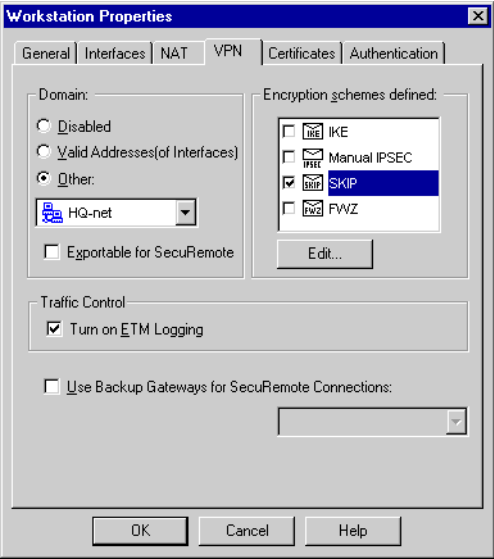 Workstation Properties
General Interfaces NAT VPN Certificates Authentication
Domain:
Disabled
Valid Addresses(of Interfaces)
Other:
HQ-net
Exportable for SecuRemote
Encryption schemes defined:
IKE IKE
IPSEC Manual IPSEC
SKIP SKIP
FWZ FWZ
Edit...
Traffic Control
Turn on ETM Logging
Use Backup Gateways for SecuRemote Connections:
OK Cancel Help